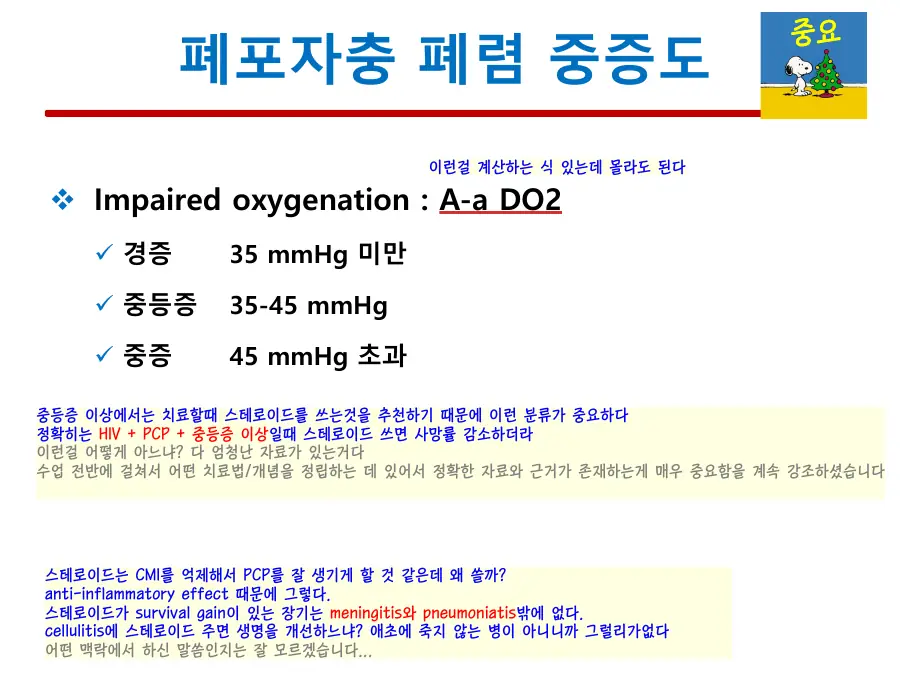 폐포자충 폐렴 중증도
중요
이런걸 계산하는 식 있는데 몰라도 된다
❖ Impaired oxygenation : A-a DO2
✓ 경증 35 mmHg 미만
✓ 중등증 35-45 mmHg
✓ 중증 45 mmHg 초과
중등증 이상에서는 치료할때 스테로이드를 쓰는것을 추천하기 때문에 이런 분류가 중요하다
정확히는 HIV + PCP + 중등증 이상일때 스테로이드 쓰면 사망률 감소하더라
이런걸 어떻게 아느냐? 다 엄청난 자료가 있는거다
수업 전반에 걸쳐서 어떤 치료법/개념을 정립하는 데 있어서 정확한 자료와 근거가 존재하는게 매우 중요함을 계속 강조하셨습니다
스테로이드는 CMI를 억제해서 PCP를 잘 생기게 할 것 같은데 왜 쓸까?
anti-inflammatory effect 때문에 그렇다.
스테로이드가 survival gain이 있는 장기는 meningitis와 pneumoniatis밖에 없다.
cellulitis에 스테로이드 주면 생명을 개선하느냐? 애초에 죽지 않는 병이 아니니까 그럴리가없다
어떤 맥락에서 하신 말씀인지는 잘 모르겠습니다...